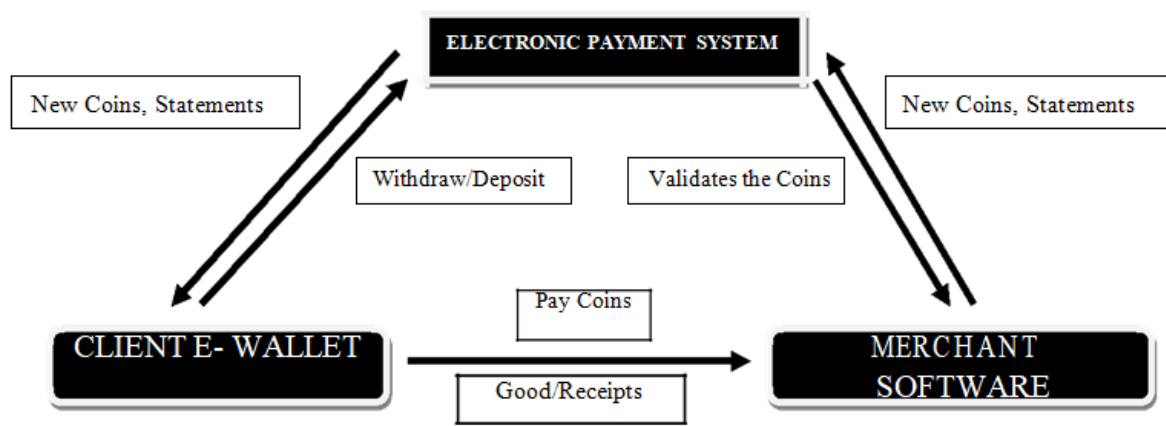 ELECTRONIC PAYMENT SYSTEM
New Coins, Statements
New Coins, Statements
Withdraw/Deposit
Validates the Coins
Pay Coins
CLIENT E- WALLET
MERCHANT
SOFTWARE
Good/Receipts